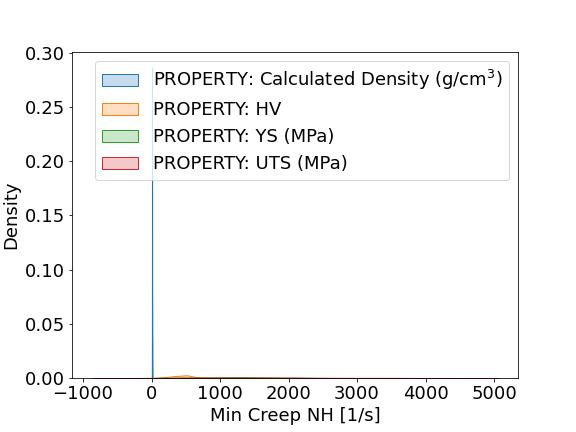 0.30
0.25
0.20
0.15
0.10
0.05
0.00
Density
PROPERTY: Calculated Density (g/cm³)
PROPERTY: HV
PROPERTY: YS (MPa)
PROPERTY: UTS (MPa)
−1000 0 1000 2000 3000 4000 5000
Min Creep NH [1/s]